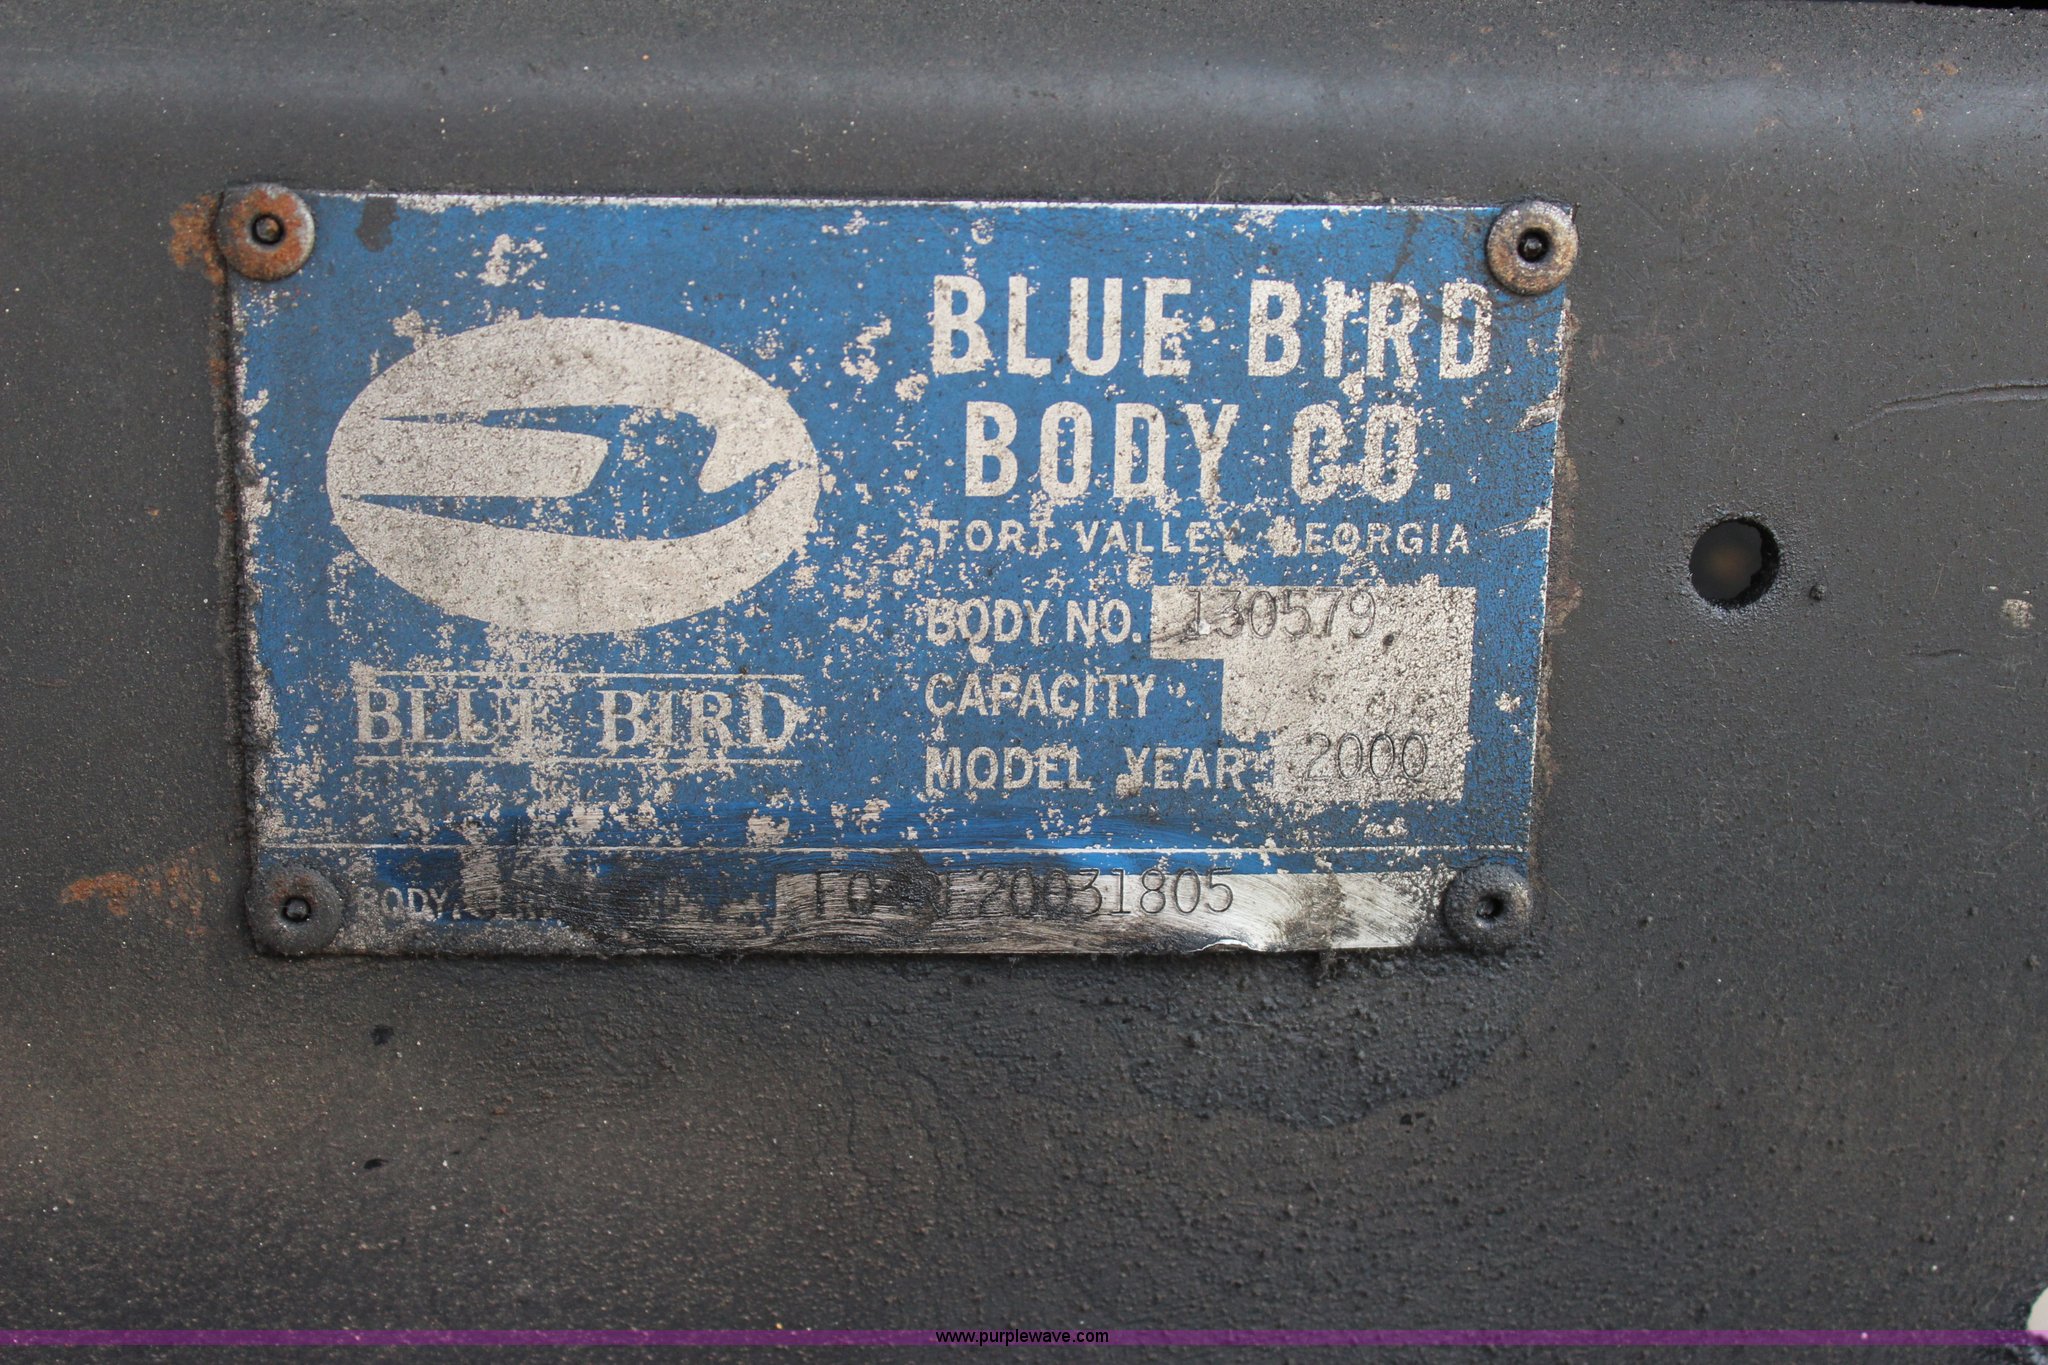 BLUE BIRD
BODY CO.
FORT VALLEY, GEORGIA
BODY NO. 130579
CAPACITY
MODEL YEAR 2000
BLUE BIRD
BODY
www.purplewave.com